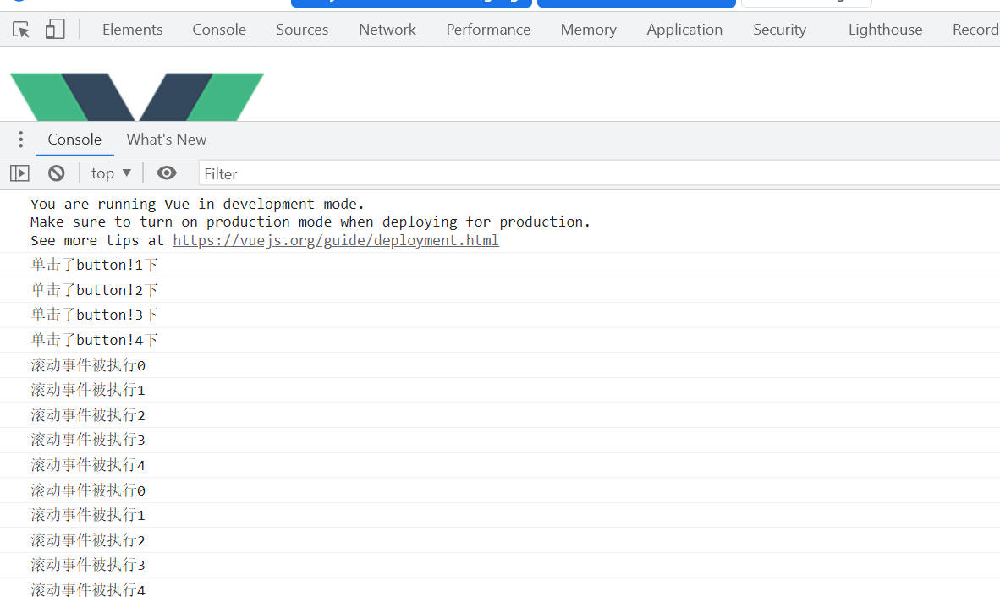 Elements Console Sources Network Performance Memory Application Security Lighthouse Record
Console What's New
top ▼ Filter
You are running Vue in development mode.
Make sure to turn on production mode when deploying for production.
See more tips at https://vuejs.org/guide/deployment.html
单击了button!1下
单击了button!2下
单击了button!3下
单击了button!4下
滚动事件被执行0
滚动事件被执行1
滚动事件被执行2
滚动事件被执行3
滚动事件被执行4
滚动事件被执行0
滚动事件被执行1
滚动事件被执行2
滚动事件被执行3
滚动事件被执行4